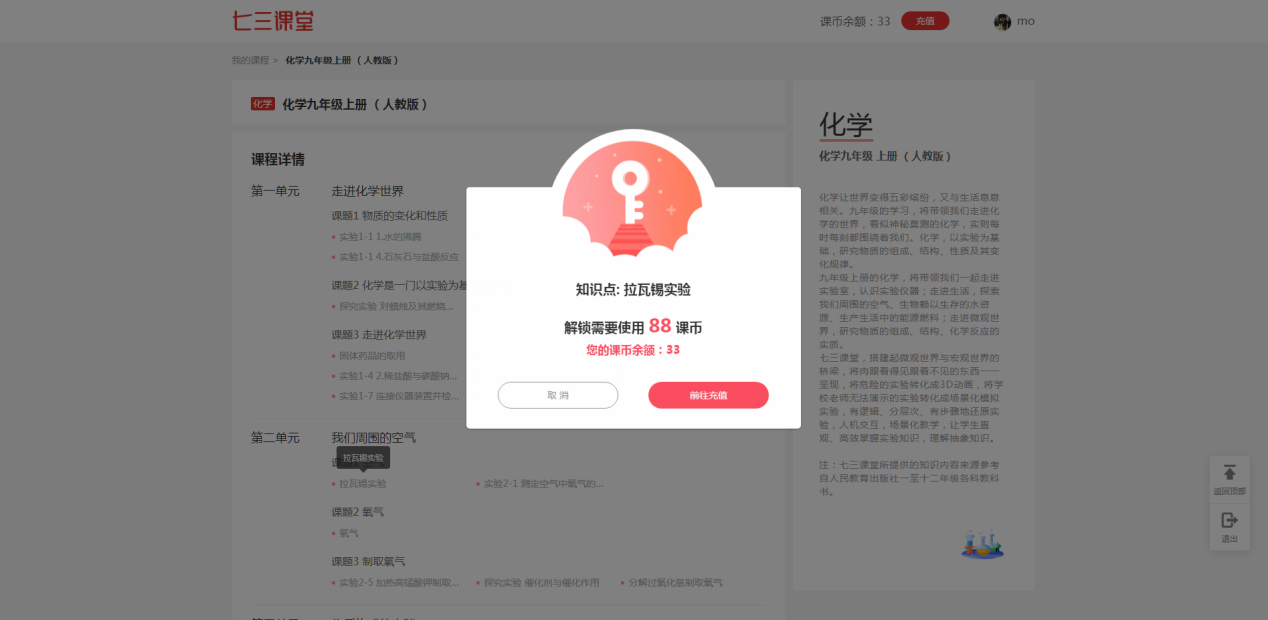 七三课堂
课币余额：33
充值
mo
我的课程 > 化学九年级上册（人教版）
化学 化学九年级上册（人教版）
课程详情
第一单元 走进化学世界
课题1 物质的变化和性质
实验1-1 1.水的沸腾
实验1-1 4.石灰石与盐酸反应
课题2 化学是一门以实验为基
探究实验 对蜡烛及其燃烧...
课题3 走进化学世界
固体药品的取用
实验1-4 2.稀盐酸与碳酸钠...
实验1-7 连接仪器装置并检...
第二单元 我们周围的空气
拉瓦锡实验
拉瓦锡实验 实验2-1 测定空气中氧气的...
课题2 氧气
氧气
课题3 制取氧气
实验2-5 加热高锰酸钾制取... 探究实验 催化剂与催化作用 分解过氧化氢制取氧气
知识点: 拉瓦锡实验
解锁需要使用 88 课币
您的课币余额：33
取 消
前往充值
化学
化学九年级 上册（人教版）
化学让世界变得五彩缤纷，又与生活息息
相关。九年级的学习，将带领我们走进化
学的世界，看似神秘莫测的化学，实则每
时每刻都围绕着我们。化学，以实验为基
础，研究物质的组成、结构、性质及其变
化规律。
九年级上册的化学，将带领我们一起走进
实验室，认识实验仪器；走进生活，探索
我们周围的空气、生物赖以生存的水资
源、生产生活中的能源燃料；走进微观世
界，研究物质的组成、结构、化学反应的
实质。
七三课堂，搭建起微观世界与宏观世界的
桥梁，将肉眼看得见眼看不见的东西一一
呈现，将危险的实验转化成3D动画，将学
校老师无法演示的实验转化成场景化模拟
实验，有逻辑、分层次、有步骤地还原实
验，人机交互，场景化教学，让学生直
观、高效掌握实验知识，理解抽象知识。
注：七三课堂所提供的知识内容来源参考
自人民教育出版社一至十二年级各科教科
书。
返回顶部
退出